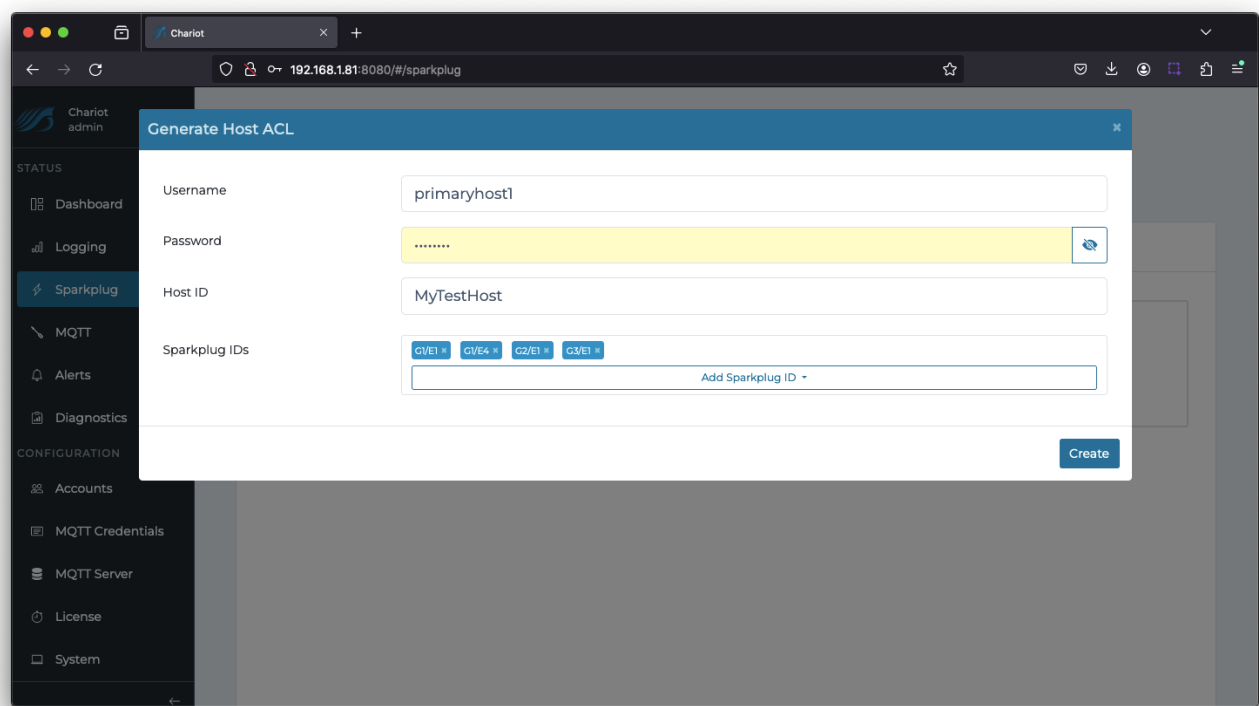 Chariot
192.168.1.81:8080/#/sparkplug
Chariot
admin
STATUS
Dashboard
Logging
Sparkplug
MQTT
Alerts
Diagnostics
CONFIGURATION
Accounts
MQTT Credentials
MQTT Server
License
System
Generate Host ACL
Username
primaryhost1
Password
••••••••
Host ID
MyTestHost
Sparkplug IDs
G1/E1 × G1/E4 × G2/E1 × G3/E1 ×
Add Sparkplug ID
Create